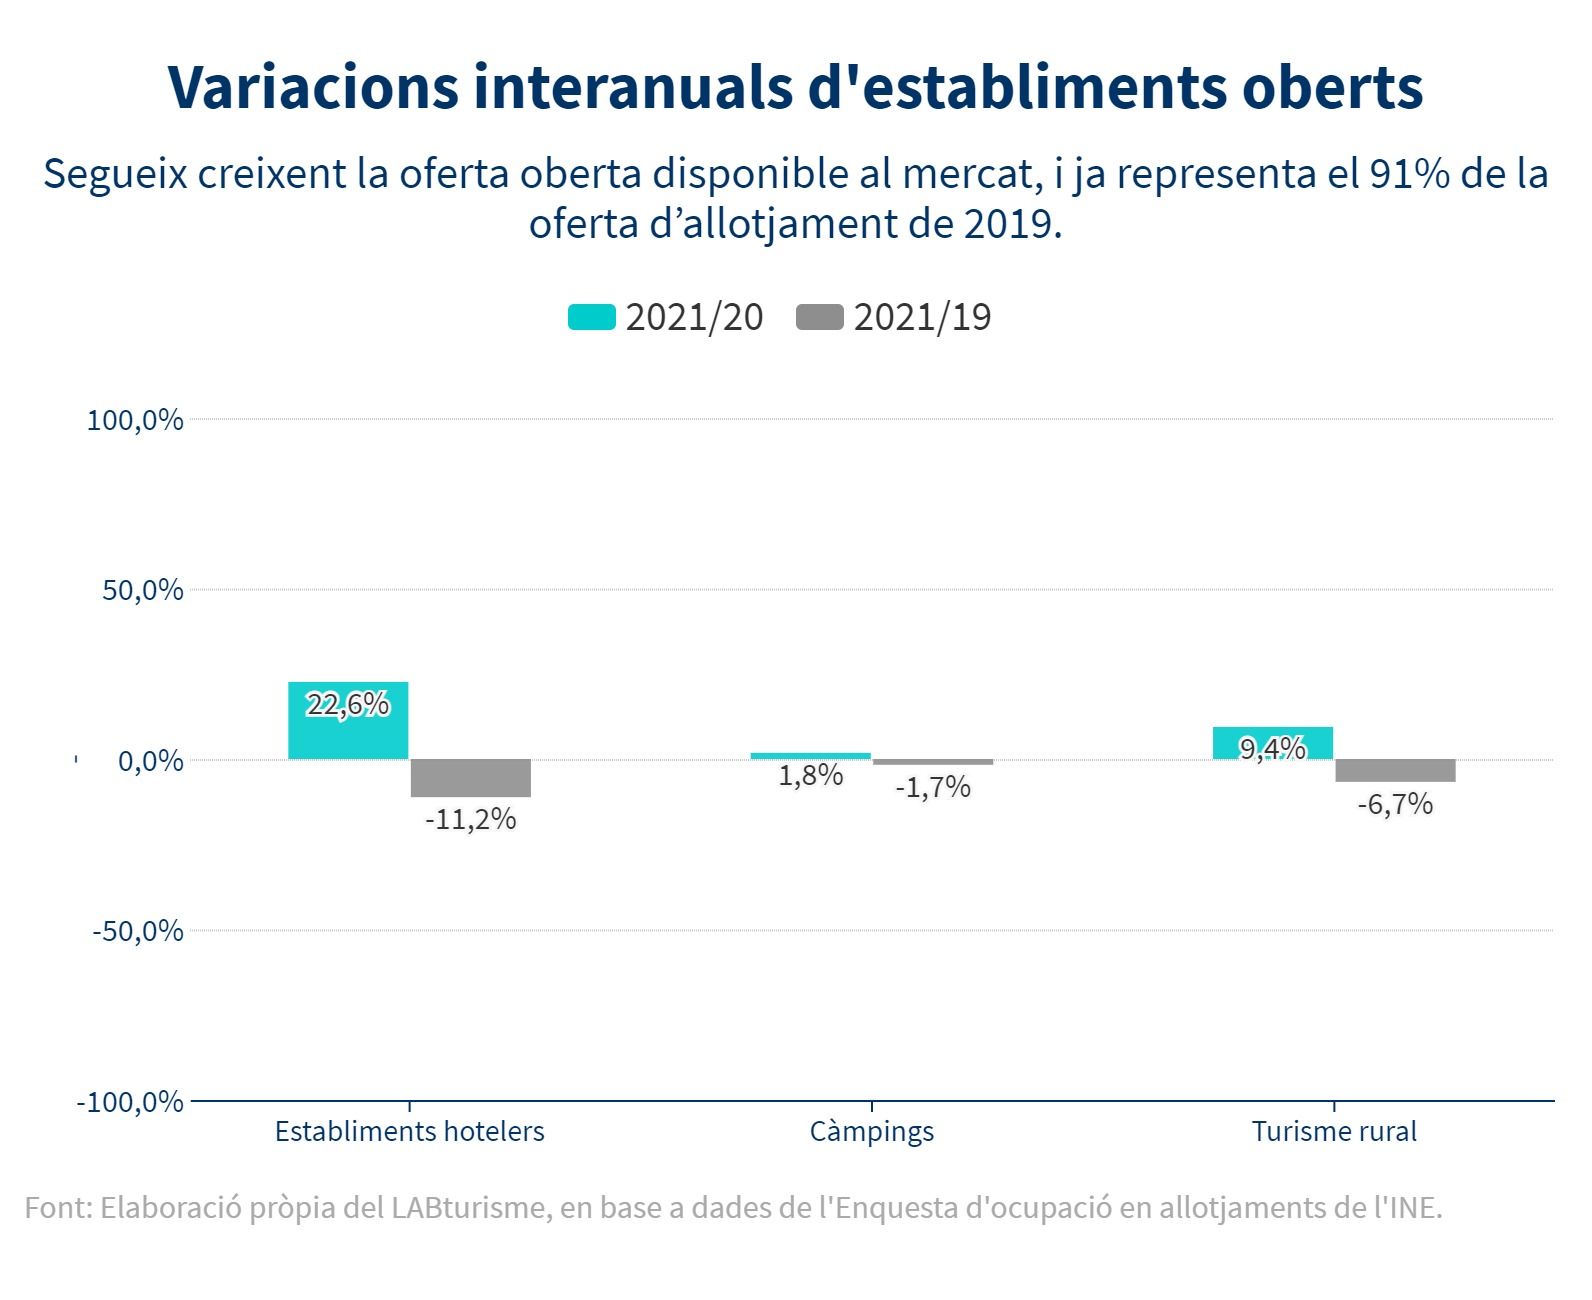 Variacions interanuals d'establiments oberts
Segueix creixent la oferta oberta disponible al mercat, i ja representa el 91% de la
oferta d’allotjament de 2019.
2021/20 2021/19
100,0%
50,0%
0,0%
-50,0%
-100,0%
22,6%
-11,2%
1,8%
-1,7%
9,4%
-6,7%
Establiments hotelers Càmpings Turisme rural
Font: Elaboració pròpia del LABturisme, en base a dades de l'Enquesta d'ocupació en allotjaments de l'INE.